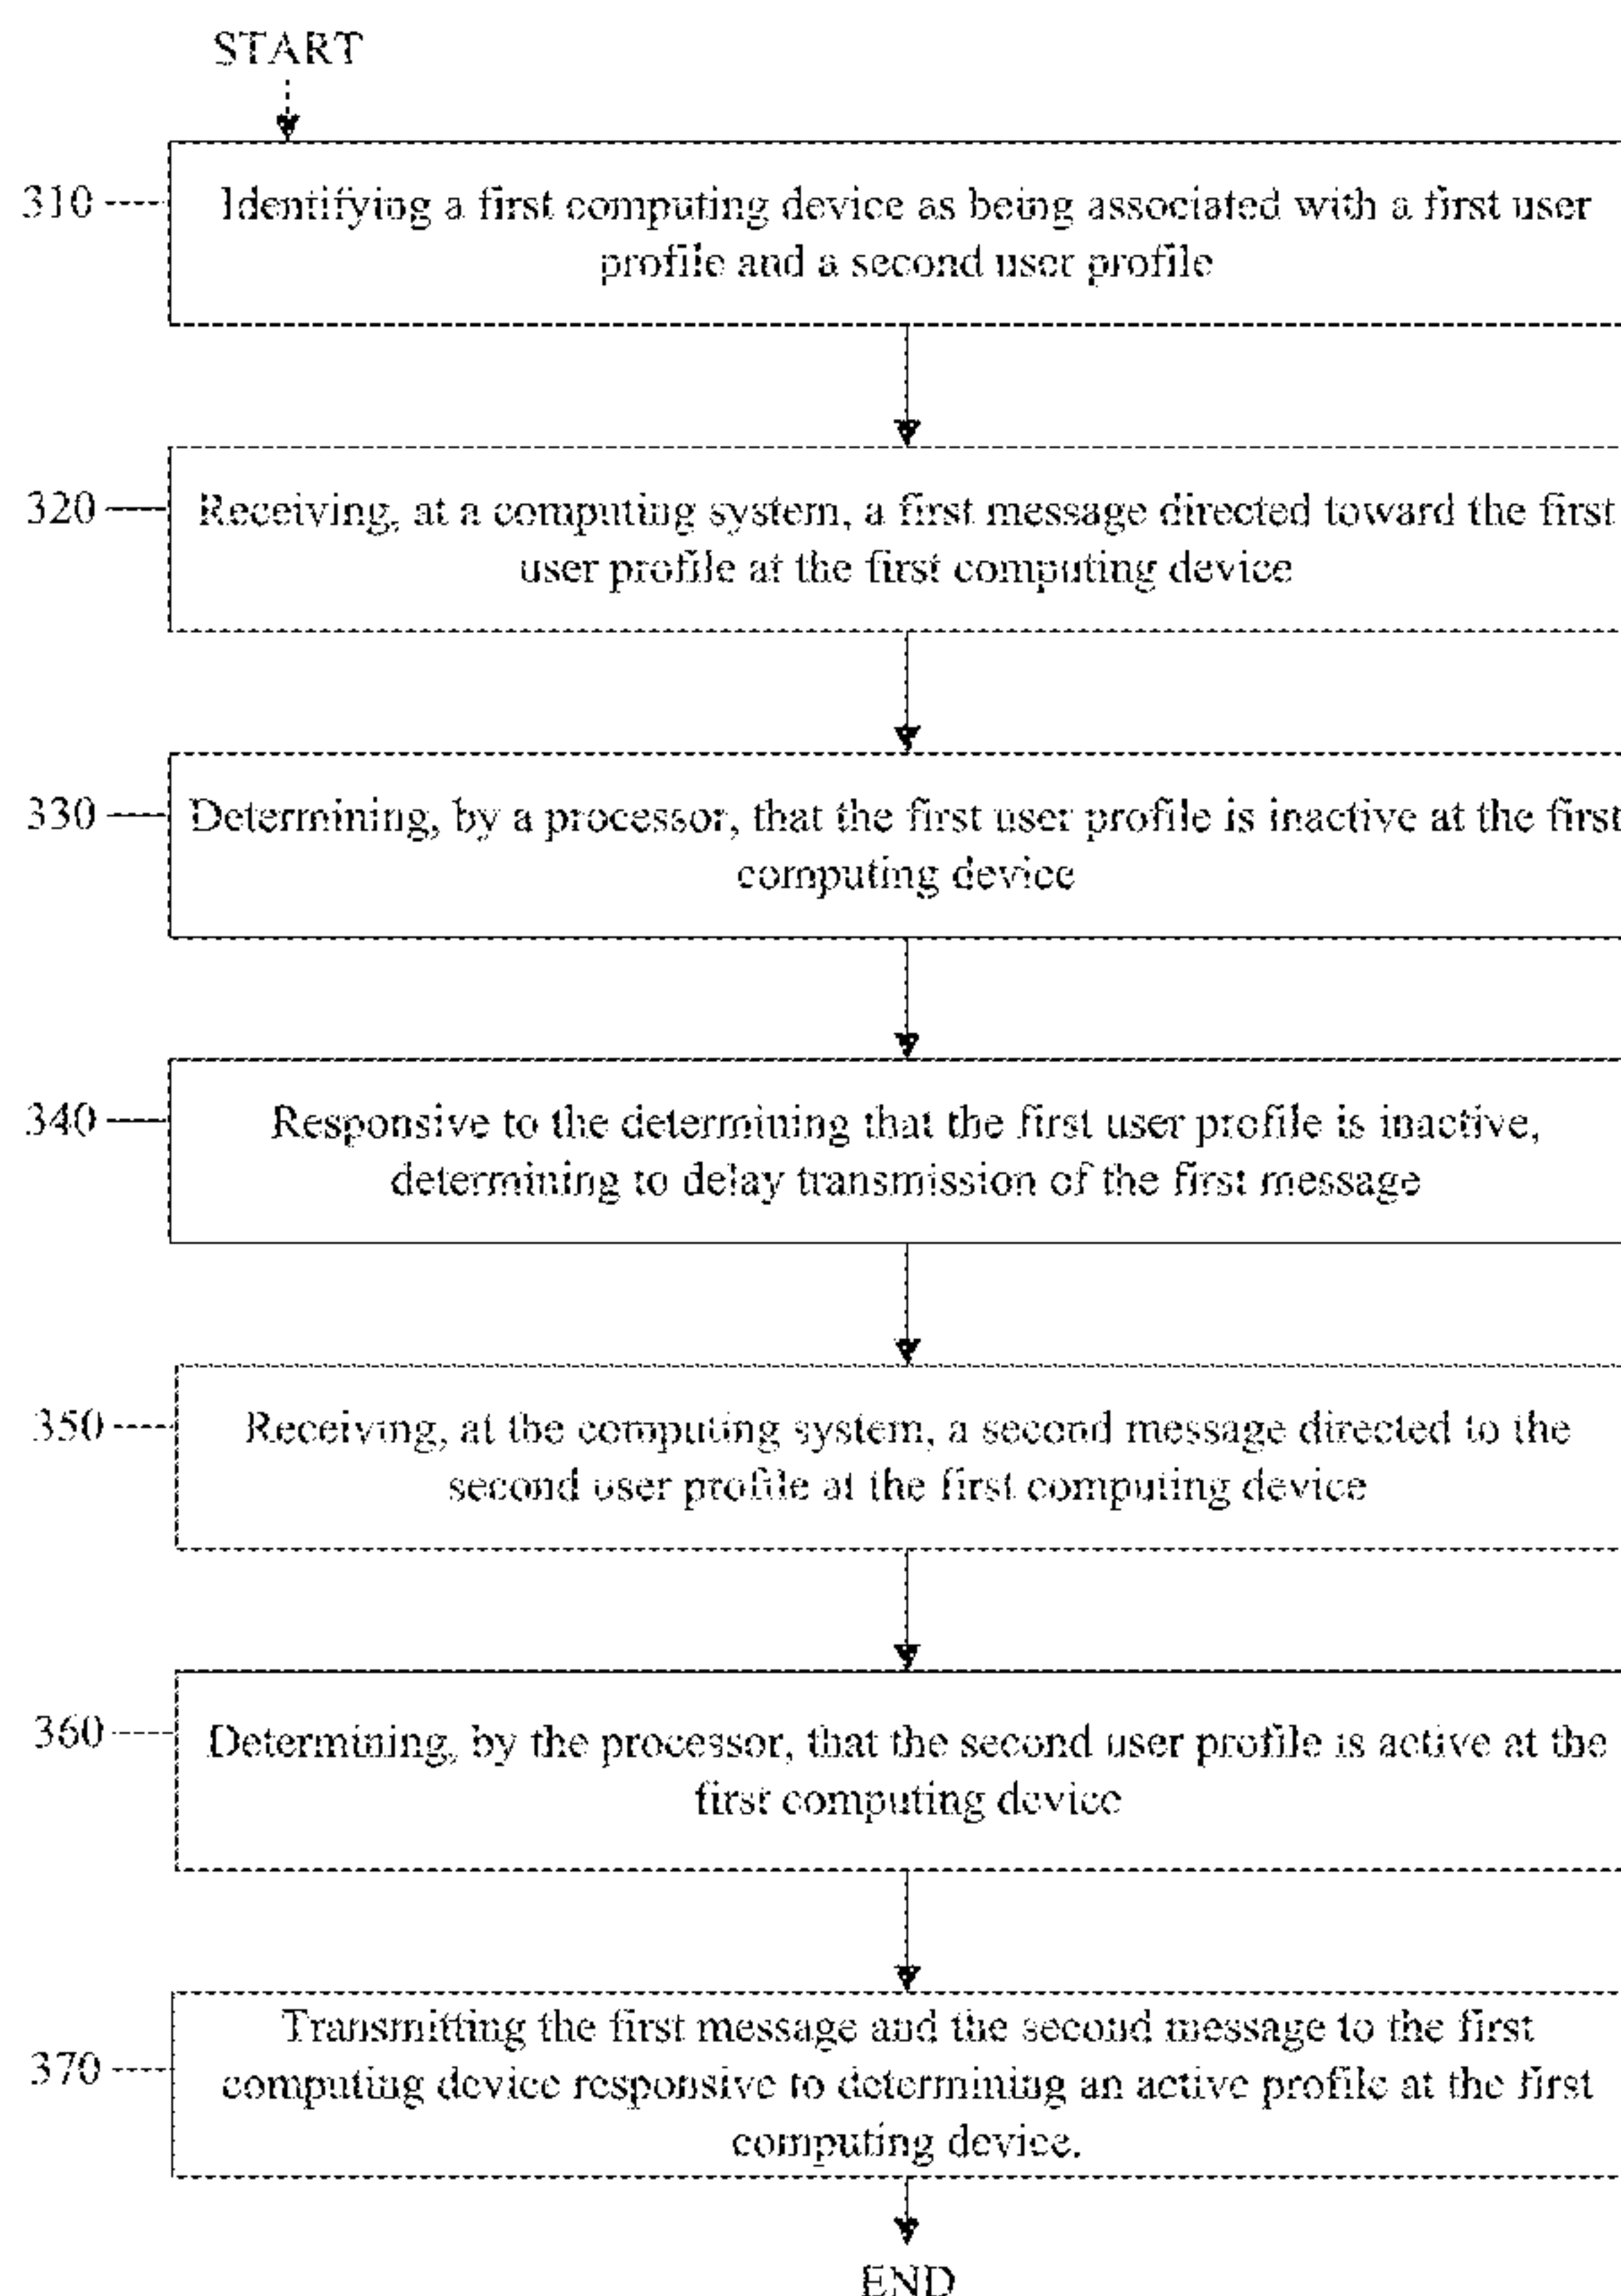 START
310
Identifying a first computing device as being associated with a first user
profile and a second user profile
320
Receiving, at a computing system, a first message directed toward the first
user profile at the first computing device
330
Determining, by a processor, that the first user profile is inactive at the first
computing device
340
Responsive to the determining that the first user profile is inactive,
determining to delay transmission of the first message
350
Receiving, at the computing system, a second message directed to the
second user profile at the first computing device
360
Determining, by the processor, that the second user profile is active at the
first computing device
370
Transmitting the first message and the second message to the first
computing device responsive to determining an active profile at the first
computing device.
END